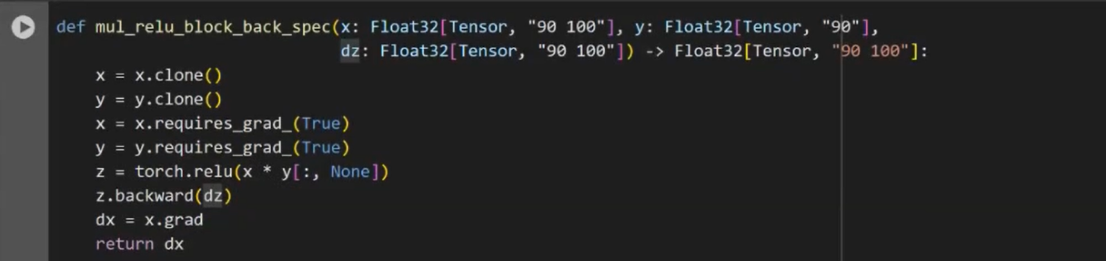 def mul_relu_block_back_spec(x: Float32[Tensor, "90 100"], y: Float32[Tensor, "90"],
                             dz: Float32[Tensor, "90 100"]) -> Float32[Tensor, "90 100"]:
    x = x.clone()
    y = y.clone()
    x = x.requires_grad_(True)
    y = y.requires_grad_(True)
    z = torch.relu(x * y[:, None])
    z.backward(dz)
    dx = x.grad
    return dx